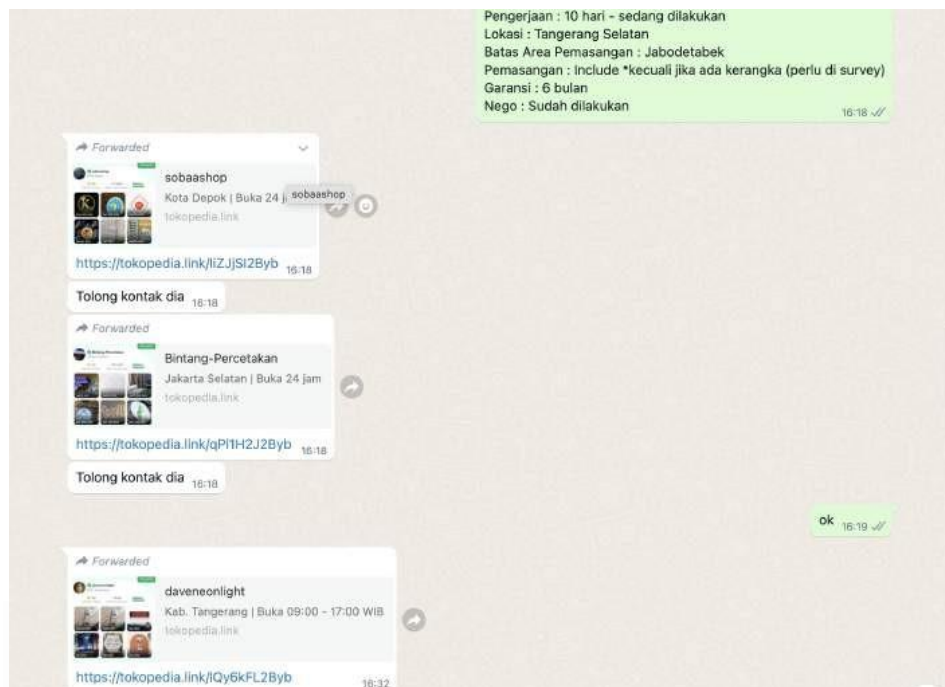 Pengerjaan : 10 hari - sedang dilakukan
Lokasi : Tangerang Selatan
Batas Area Pemasangan : Jabodetabek
Pemasangan : Include *kecuali jika ada kerangka (perlu di survey)
Garansi : 6 bulan
Nego : Sudah dilakukan
16:18
Forwarded
sobaashop
Kota Depok | Buka 24 j
sobaashop
tokopedia.link
https://tokopedia.link/liZJjSI2Byb
16:18
Tolong kontak dia
16:18
Forwarded
Bintang-Percetakan
Jakarta Selatan | Buka 24 jam
tokopedia.link
https://tokopedia.link/qPl1H2J2Byb
16:18
Tolong kontak dia
16:18
ok
16:19
Forwarded
daveneonlight
Kab. Tangerang | Buka 09:00 - 17:00 WIB
tokopedia.link
https://tokopedia.link/lQy6kFL2Byb
16:32